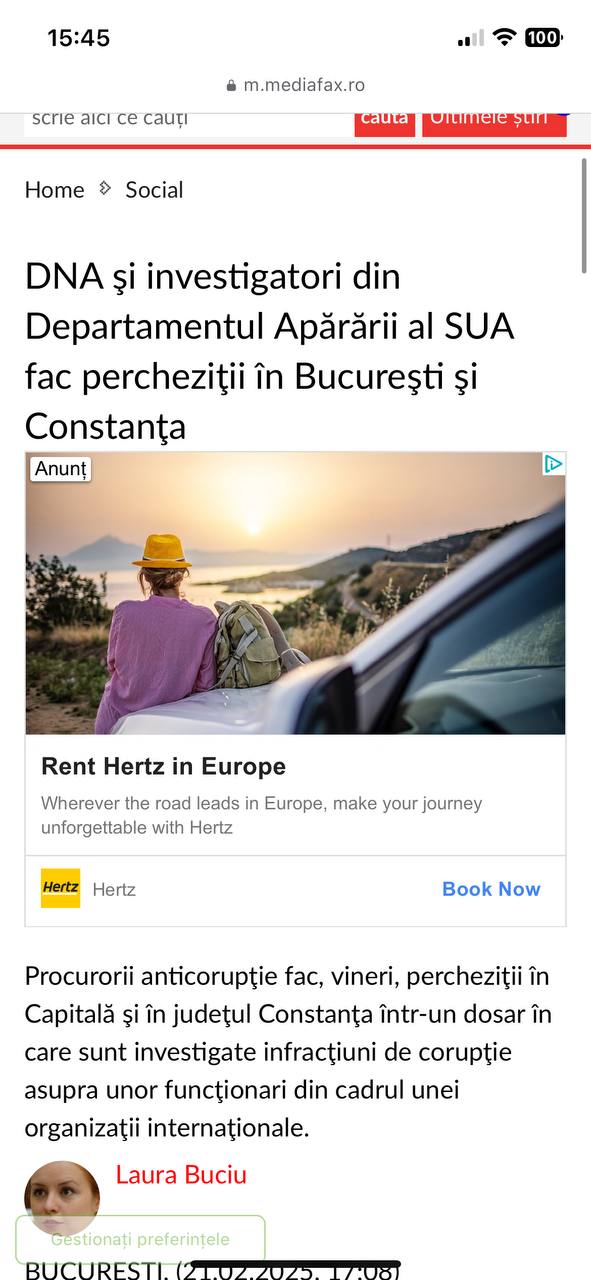 15:45
100
m.mediafax.ro
scrie aici ce cauți
caută
Ultimele știri
Home
Social
DNA şi investigatori din
Departamentul Apărării al SUA
fac percheziţii în Bucureşti şi
Constanţa
Anunț
Rent Hertz in Europe
Wherever the road leads in Europe, make your journey
unforgettable with Hertz
Hertz
Hertz
Book Now
Procurorii anticorupţie fac, vineri, percheziţii în
Capitală şi în judeţul Constanţa într-un dosar în
care sunt investigate infracţiuni de corupţie
asupra unor funcţionari din cadrul unei
organizaţii internaţionale.
Laura Buciu
Gestionați preferințele
BUCUREŞTI, (21.02.2025, 17:08)